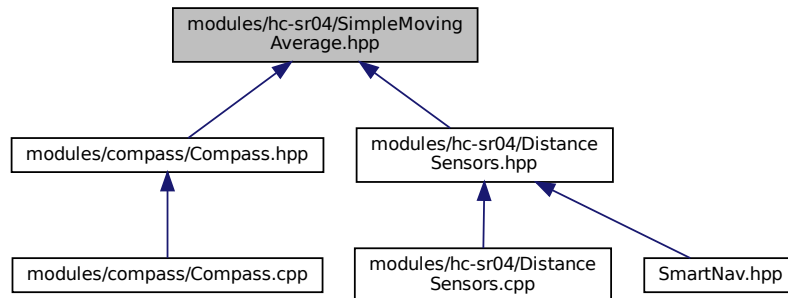 modules/hc-sr04/SimpleMoving
Average.hpp
modules/compass/Compass.hpp
modules/hc-sr04/Distance
Sensors.hpp
modules/compass/Compass.cpp
modules/hc-sr04/Distance
Sensors.cpp
SmartNav.hpp